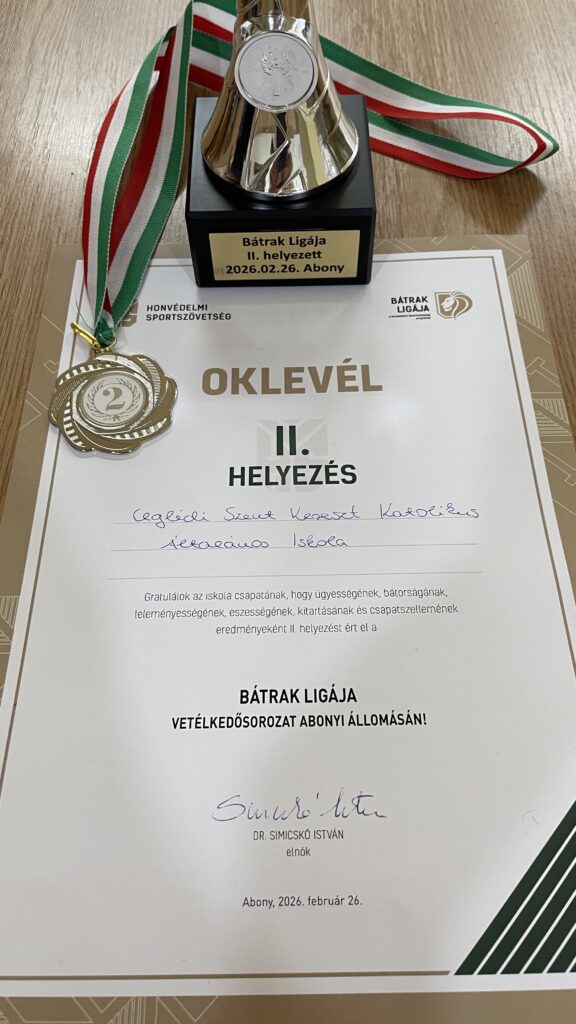 Bátrak Ligája
II. helyezett
2026.02.26. Abony
HONVÉDELMI
SPORTSZÖVETSÉG
BÁTRAK
LIGÁJA
OKLEVÉL
2
II.
HELYEZÉS
Ceglédi Szent Kereszt Katolikus
Általános Iskola
Gratulálok az iskola csapatának, hogy ügyességének, bátorságának,
leleményességének, eszességének, kitartásának és csapatszellemének
eredményeként II. helyezést ért el a
BÁTRAK LIGÁJA
VETÉLKEDŐSOROZAT ABONYI ÁLLOMÁSÁN!
DR. SIMICSKÓ ISTVÁN
elnök
Abony, 2026. február 26.